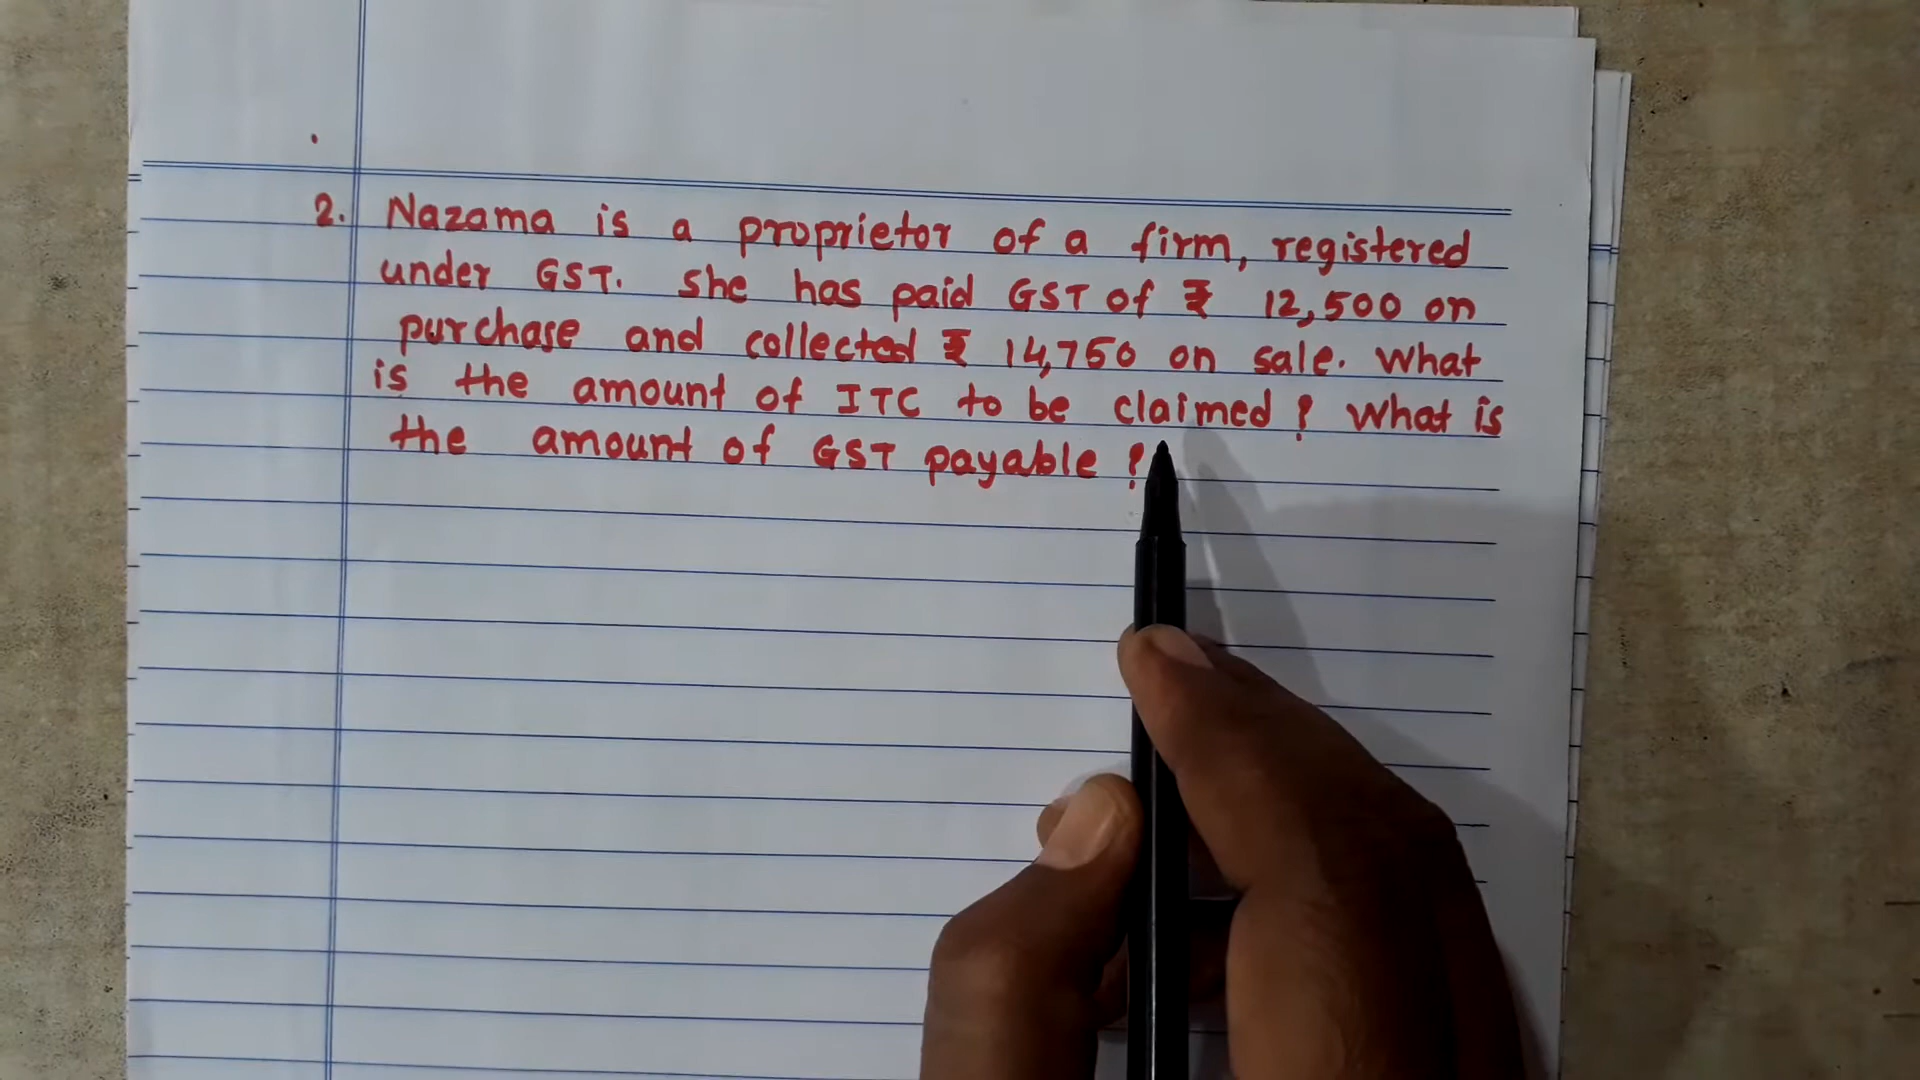 2. Nazama is a proprietor of a firm, registered
under GST. She has paid GST of ₹ 12,500 on
purchase and collected ₹ 14,750 on sale. What
is the amount of ITC to be claimed? What is
the amount of GST payable?